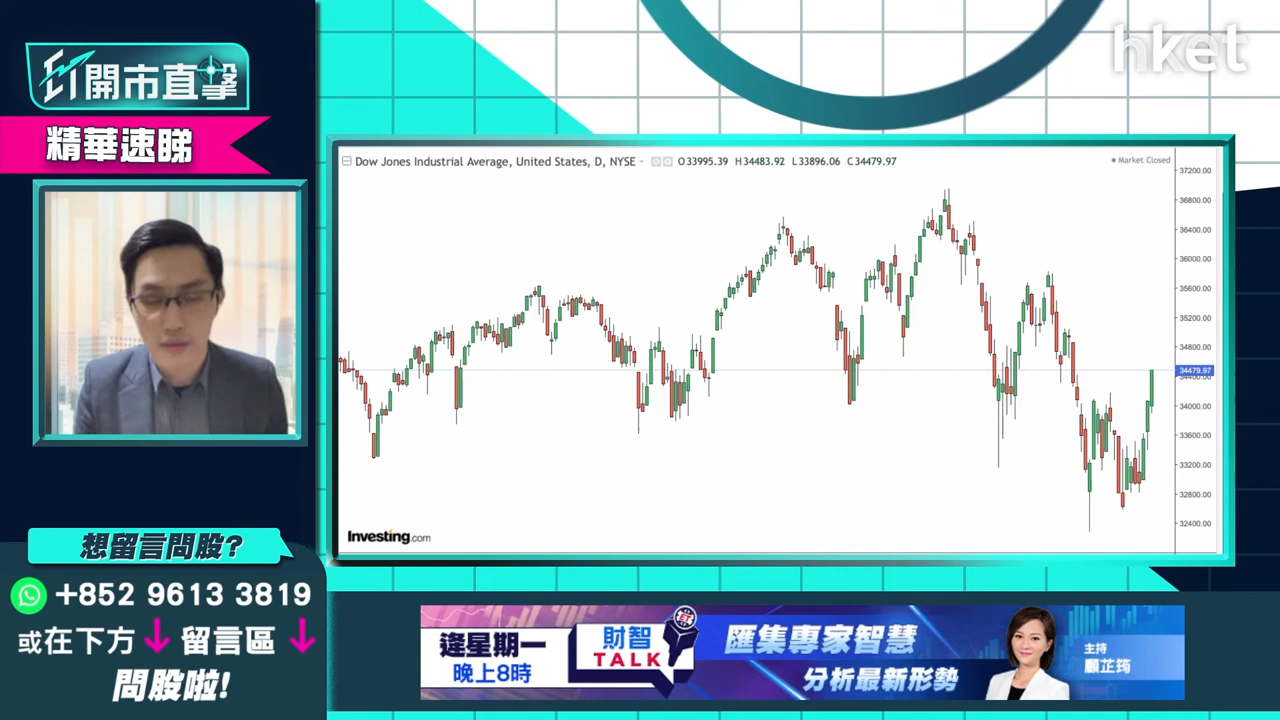 hket
ET開市直擊
精華速睇
Dow Jones Industrial Average, United States, D, NYSE O33995.39 H34483.92 L33896.06 C34479.97
Market Closed
37200.00
36800.00
36400.00
36000.00
35600.00
35200.00
34800.00
34479.97
34400.00
34000.00
33600.00
33200.00
32800.00
32400.00
Investing.com
想留言問股?
+852 9613 3819
或在下方 留言區
問股啦!
逢星期一
晚上8時
財智
TALK
匯集專家智慧
分析最新形勢
主持
顧芷筠